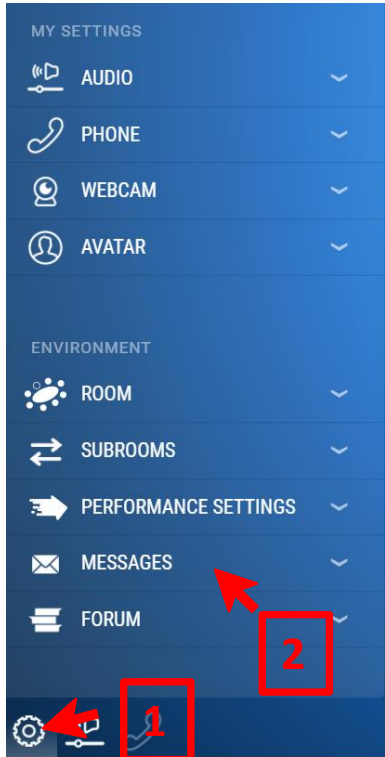 MY SETTINGS
AUDIO
PHONE
WEBCAM
AVATAR
ENVIRONMENT
ROOM
SUBROOMS
PERFORMANCE SETTINGS
MESSAGES
FORUM
2
1